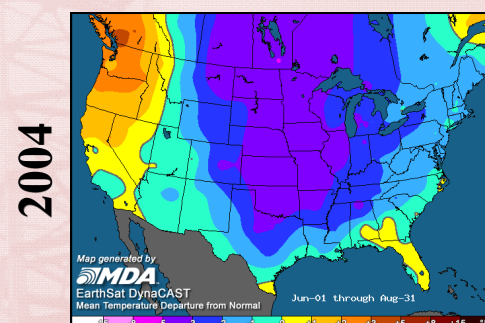 2004
Map generated by
MDA
EarthSat DynaCAST
Mean Temperature Departure from Normal
Jun-01 through Aug-31